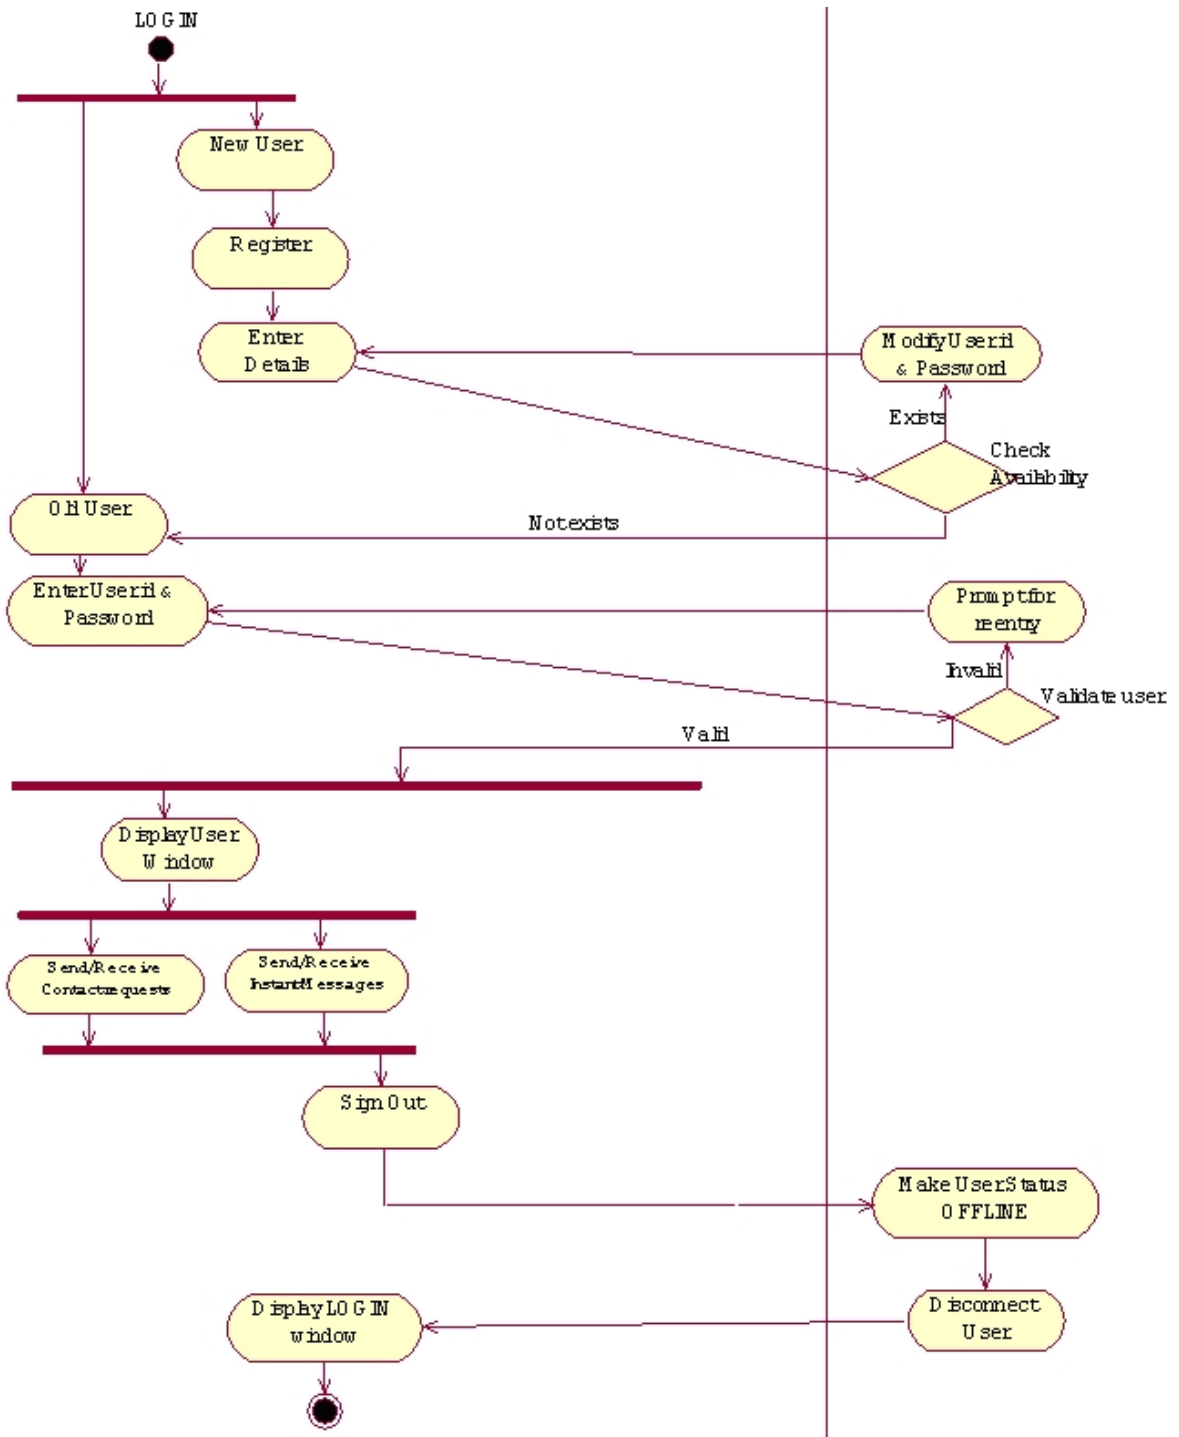 LOGIN
New User
Register
Enter
Details
Modify Userid
& Password
Exists
Check
Availability
Old User
Not exists
Enter Userid &
Password
Prompt for
reentry
Invalid
Validate user
Valid
Display User
Window
Send/Receive
Contact requests
Send/Receive
Instant Messages
Sign Out
Make User Status
OFFLINE
Display LOGIN
window
Disconnect
User